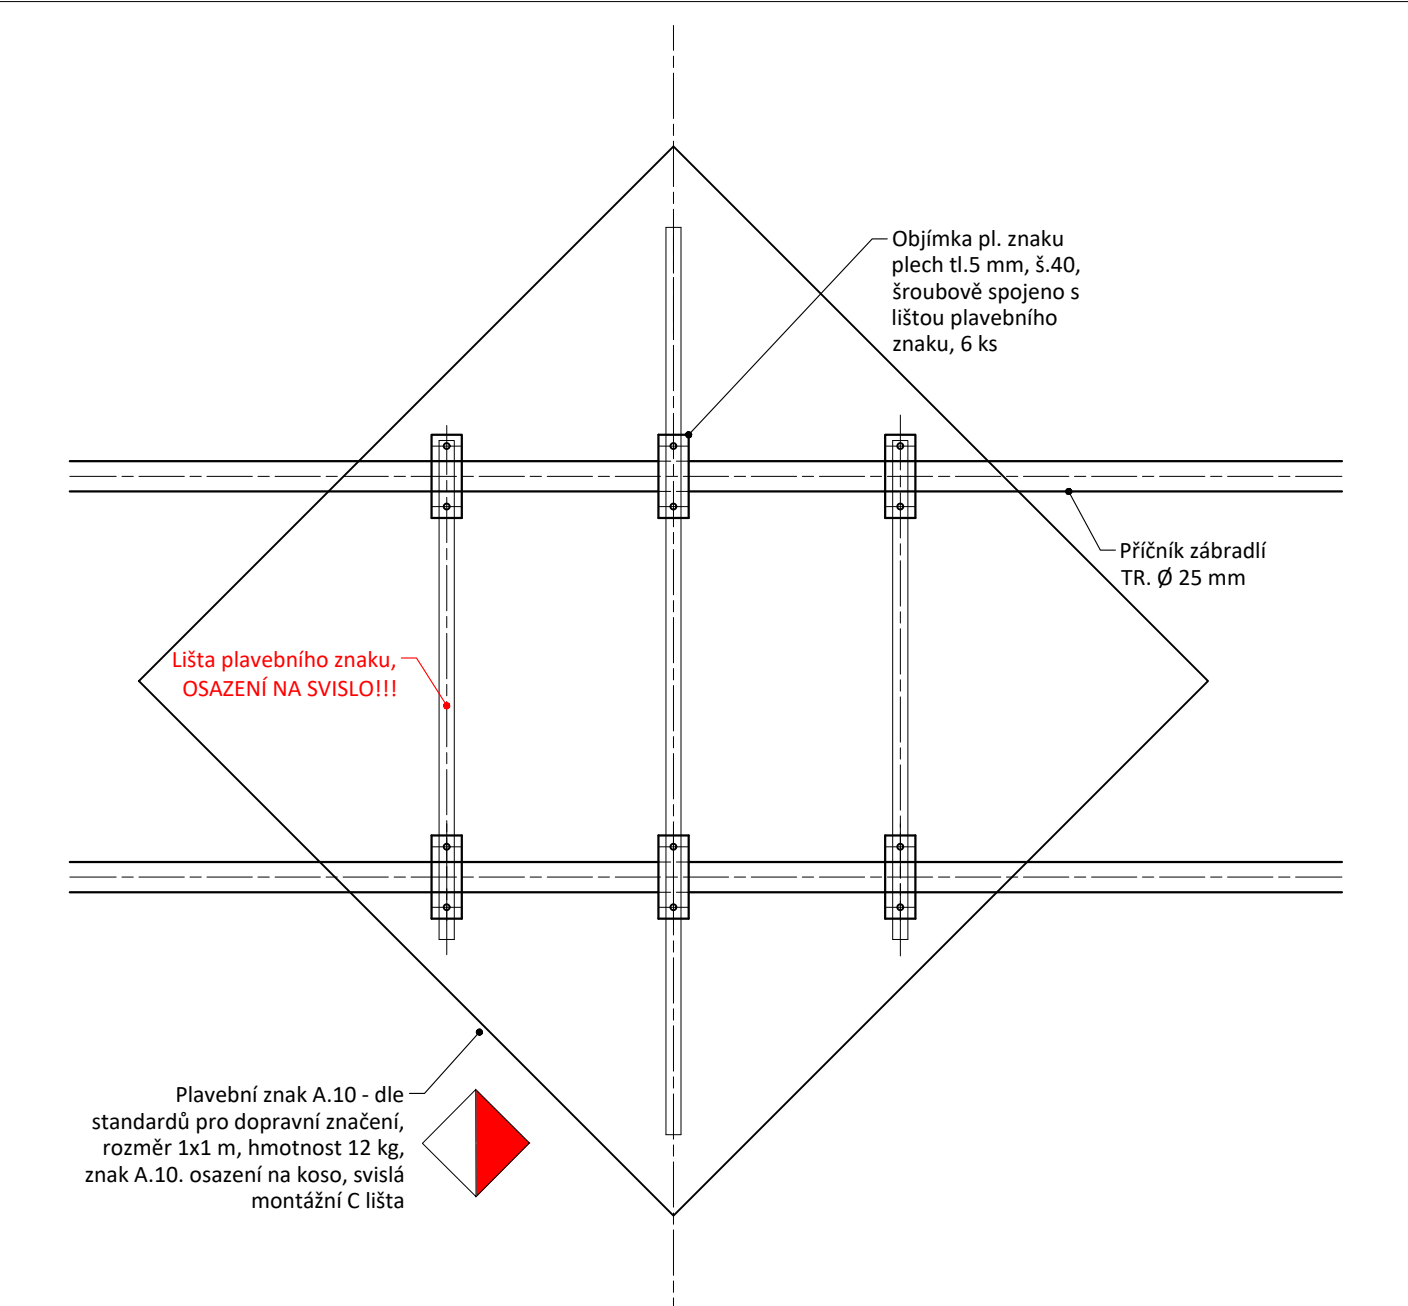 Objímka pl. znaku
plech tl.5 mm, š.40,
šroubově spojeno s
lištou plavebního
znaku, 6 ks
Příčník zábradlí
TR. Ø 25 mm
Lišta plavebního znaku,
OSAZENÍ NA SVISLO!!!
Plavební znak A.10 - dle
standardů pro dopravní značení,
rozměr 1x1 m, hmotnost 12 kg,
znak A.10. osazení na koso, svislá
montážní C lišta